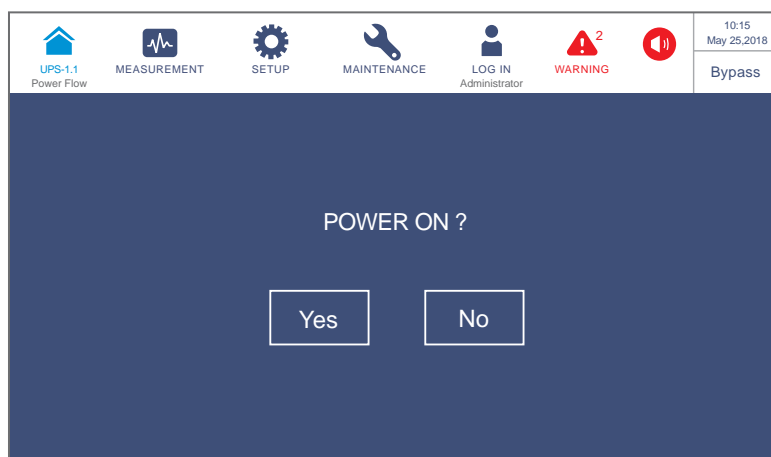 UPS-1.1
Power Flow
MEASUREMENT
SETUP
MAINTENANCE
LOG IN
Administrator
2
WARNING
10:15
May 25,2018
Bypass
POWER ON ?
Yes
No